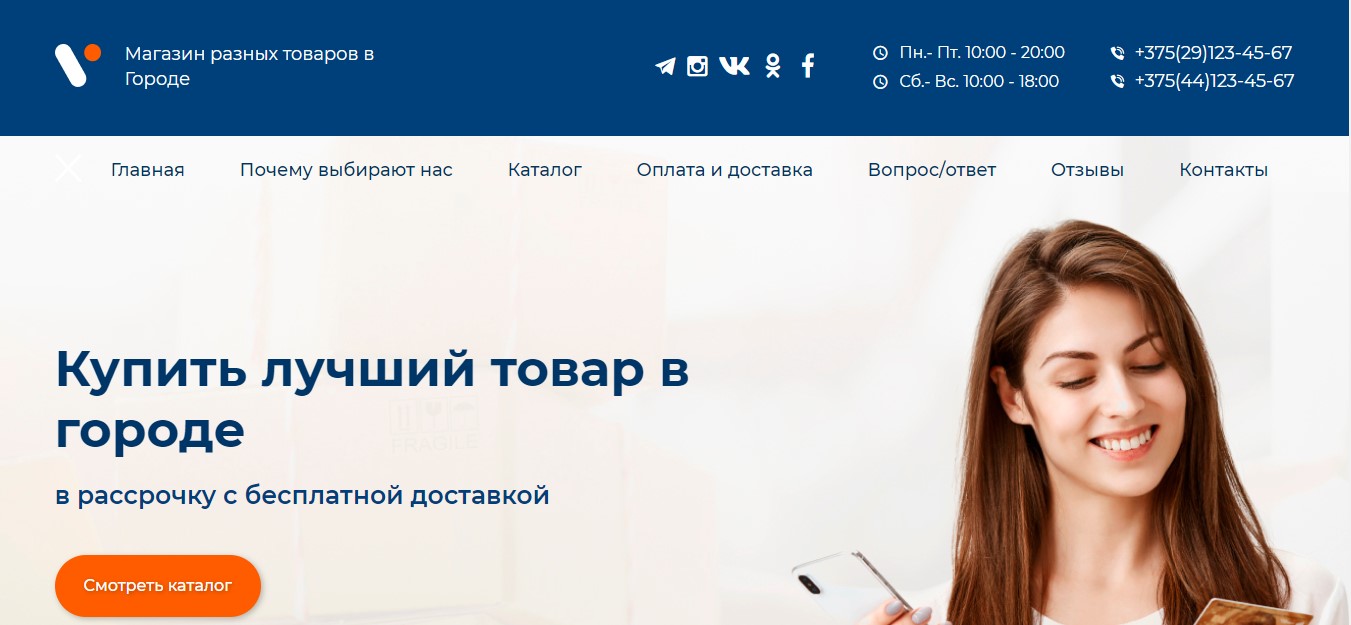 Магазин разных товаров в
Городе
Пн.- Пт. 10:00 - 20:00
Сб.- Вс. 10:00 - 18:00
+375(29)123-45-67
+375(44)123-45-67
Главная Почему выбирают нас Каталог Оплата и доставка Вопрос/ответ Отзывы Контакты
Купить лучший товар в
городе
FRAGILE
в рассрочку с бесплатной доставкой
Смотреть каталог